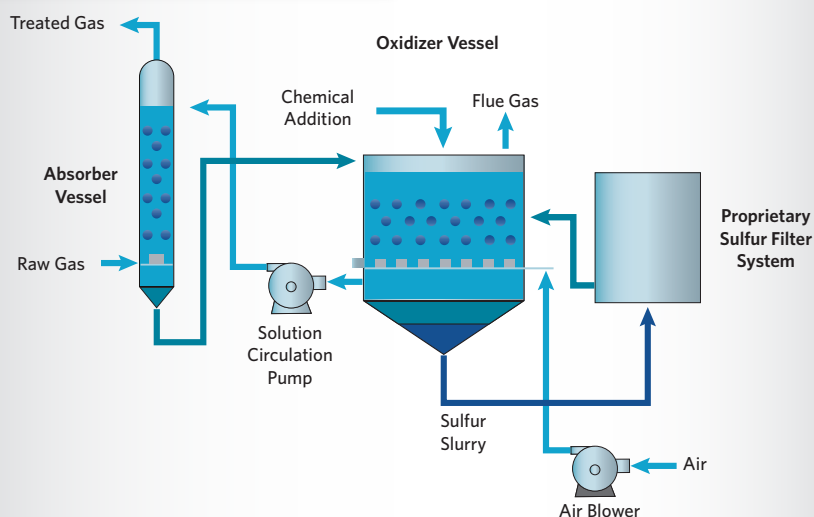 Treated Gas
Oxidizer Vessel
Chemical
Addition
Flue Gas
Absorber
Vessel
Raw Gas
Proprietary
Sulfur Filter
System
Solution
Circulation
Pump
Sulfur
Slurry
Air
Air Blower